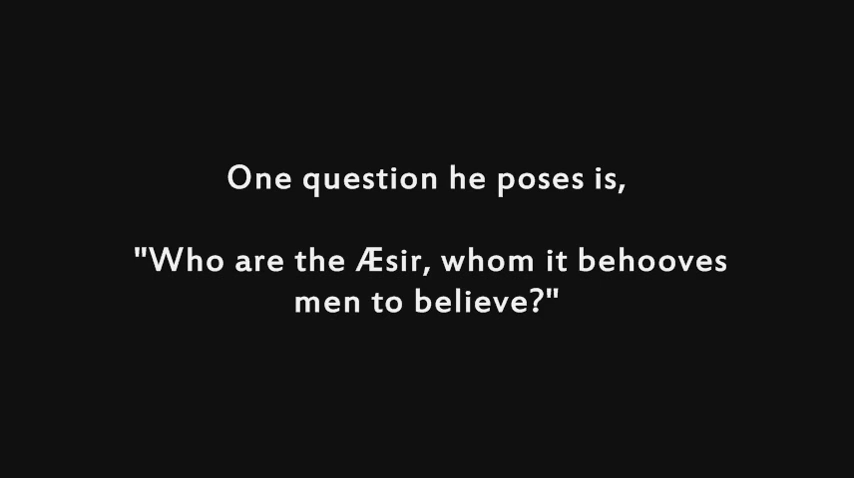 One question he poses is,
"Who are the Æsir, whom it behooves
men to believe?"